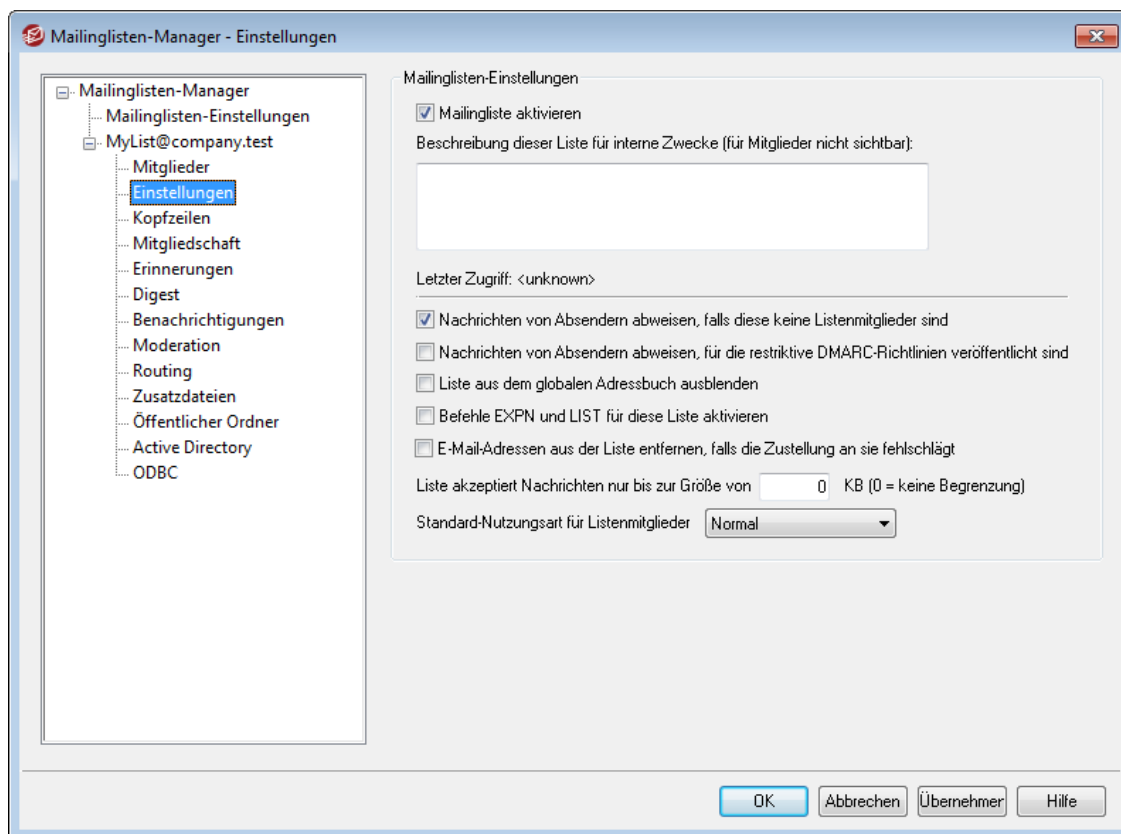 Mailinglisten-Manager - Einstellungen
Mailinglisten-Manager
Mailinglisten-Einstellungen
MyList@company.test
Mitglieder
Einstellungen
Kopfzeilen
Mitgliedschaft
Erinnerungen
Digest
Benachrichtigungen
Moderation
Routing
Zusatzdateien
Öffentlicher Ordner
Active Directory
ODBC
Mailinglisten-Einstellungen
Mailingliste aktivieren
Beschreibung dieser Liste für interne Zwecke (für Mitglieder nicht sichtbar):
Letzter Zugriff: <unknown>
Nachrichten von Absendern abweisen, falls diese keine Listenmitglieder sind
Nachrichten von Absendern abweisen, für die restriktive DMARC-Richtlinien veröffentlicht sind
Liste aus dem globalen Adressbuch ausblenden
Befehle EXPN und LIST für diese Liste aktivieren
E-Mail-Adressen aus der Liste entfernen, falls die Zustellung an sie fehlschlägt
Liste akzeptiert Nachrichten nur bis zur Größe von 0 KB (0 = keine Begrenzung)
Standard-Nutzungsart für Listenmitglieder Normal
OK Abbrechen Übernehmer Hilfe